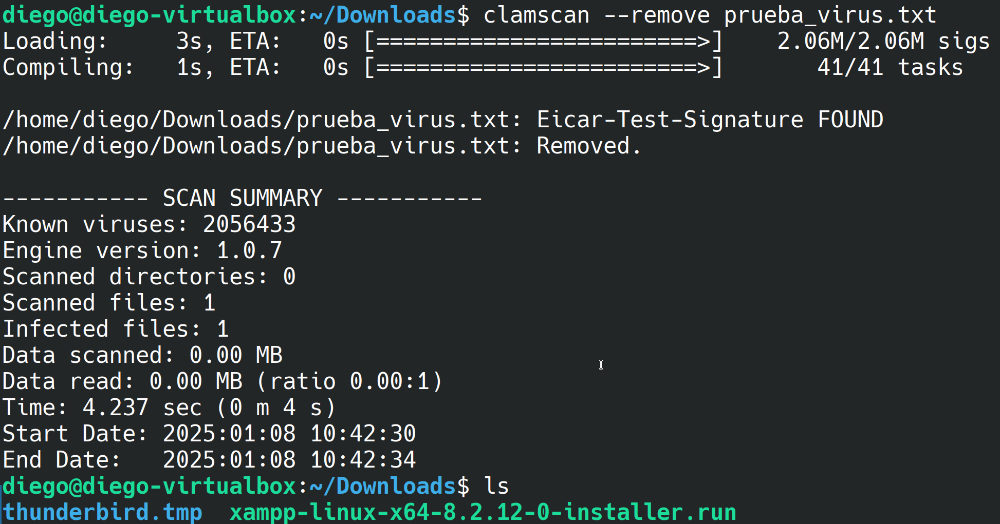 diego@diego-virtualbox:~/Downloads$ clamscan --remove prueba_virus.txt
Loading:     3s, ETA:   0s [========================>]    2.06M/2.06M sigs
Compiling:   1s, ETA:   0s [========================>]       41/41 tasks
/home/diego/Downloads/prueba_virus.txt: Eicar-Test-Signature FOUND
/home/diego/Downloads/prueba_virus.txt: Removed.
----------- SCAN SUMMARY -----------
Known viruses: 2056433
Engine version: 1.0.7
Scanned directories: 0
Scanned files: 1
Infected files: 1
Data scanned: 0.00 MB
Data read: 0.00 MB (ratio 0.00:1)
Time: 4.237 sec (0 m 4 s)
Start Date: 2025:01:08 10:42:30
End Date:   2025:01:08 10:42:34
diego@diego-virtualbox:~/Downloads$ ls
thunderbird.tmp  xampp-linux-x64-8.2.12-0-installer.run